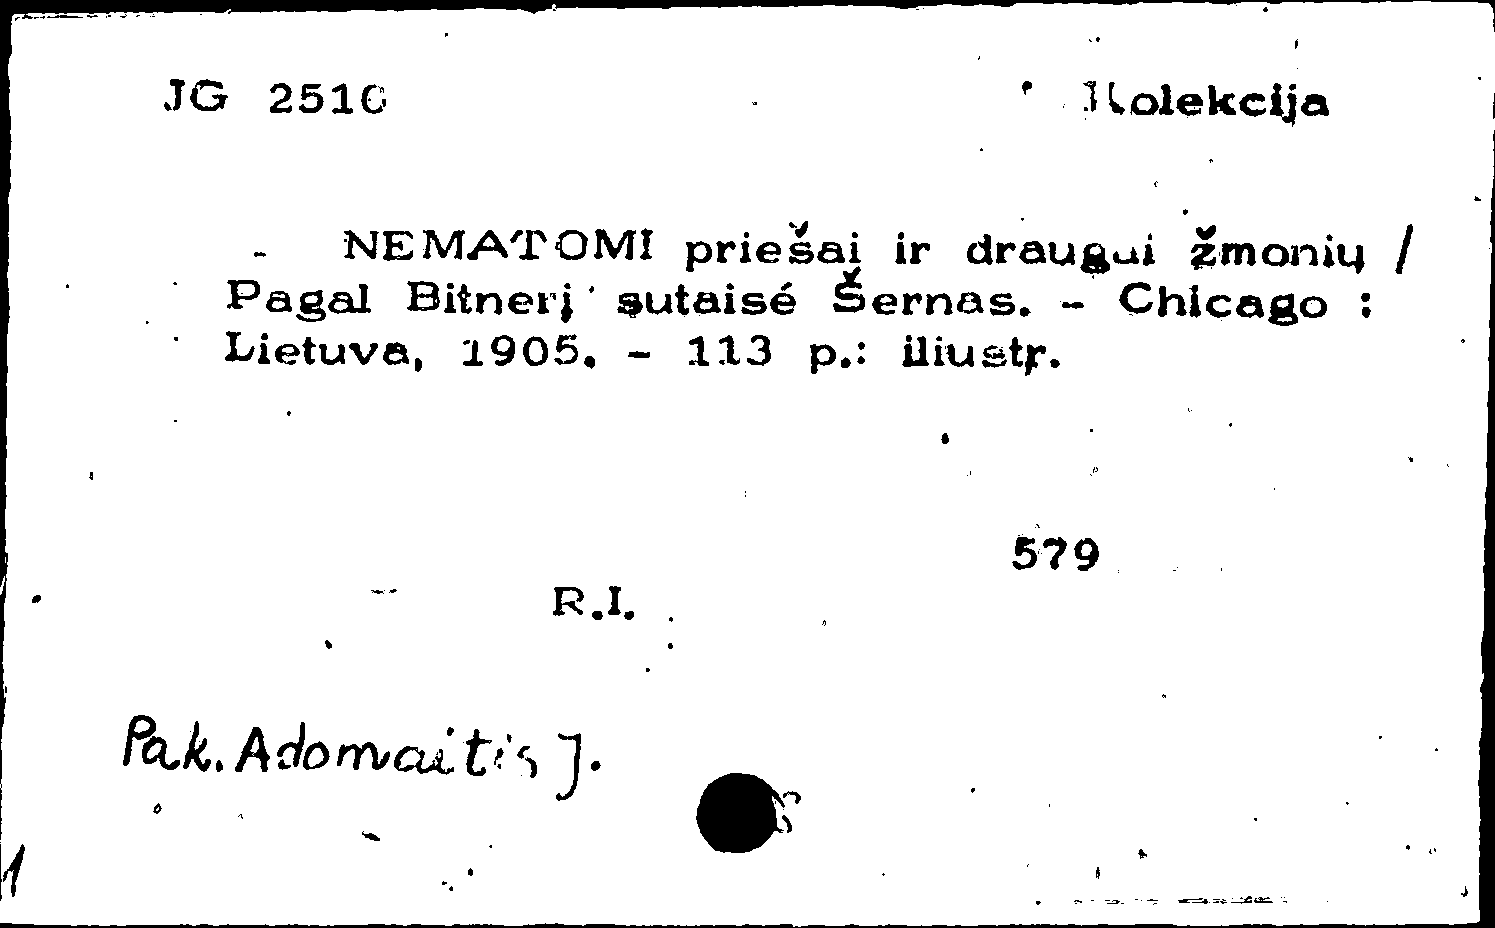 JG 2510
Kolekcija
NEMATOMI priešai ir draugai žmonių /
Pagal Bitnerį sutaisė Šernas. - Chicago :
Lietuva, 1905. - 113 p.: iliustr.
579
R.I.
Pak. Adomaitis J.
1